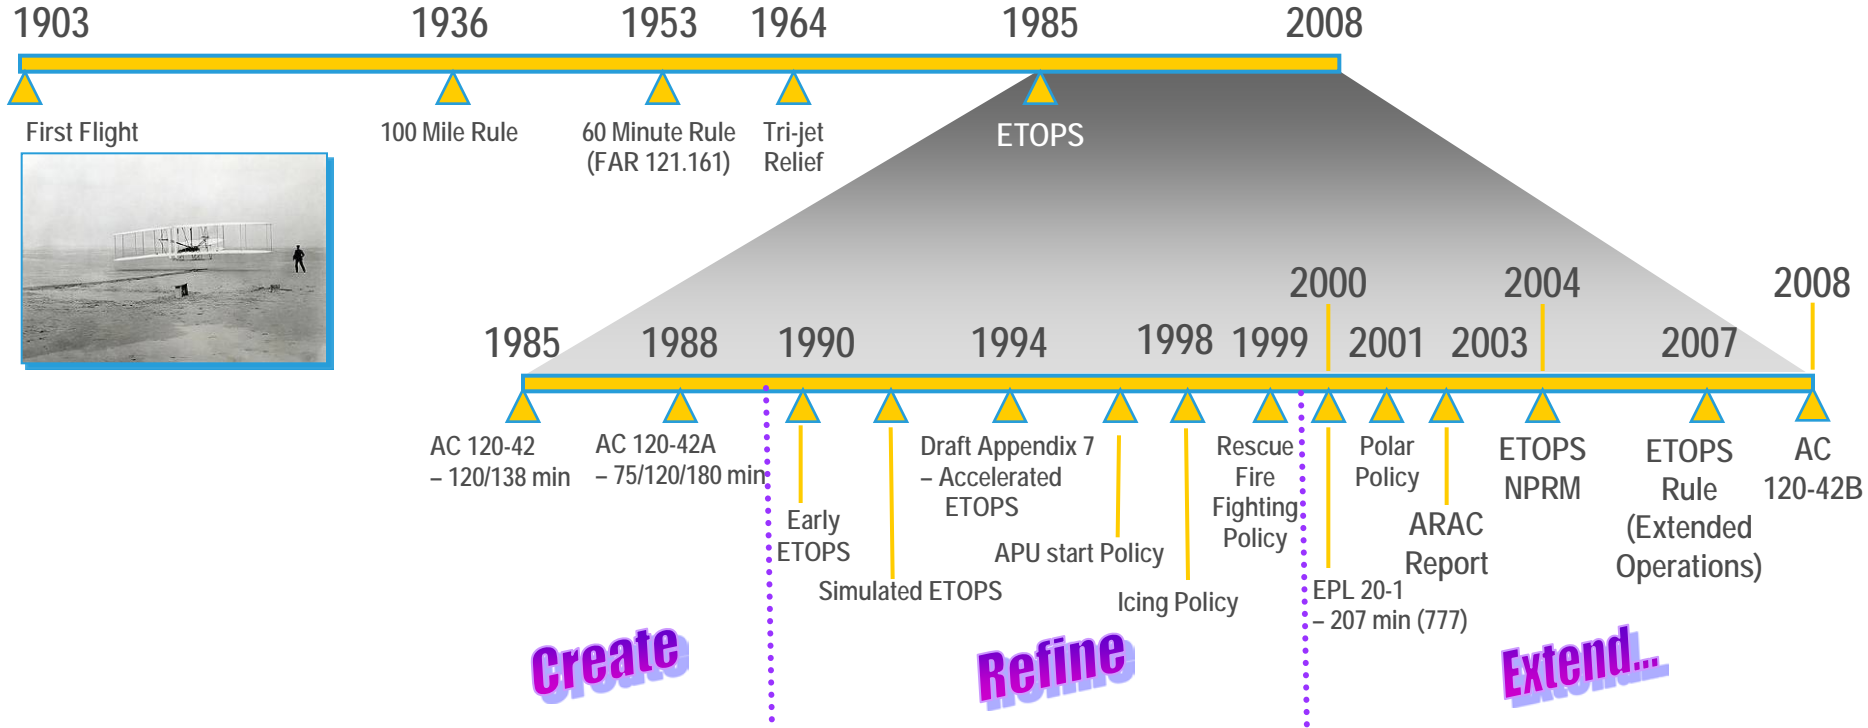 1903
1936
1953
1964
1985
2008
First Flight
100 Mile Rule
60 Minute Rule
(FAR 121.161)
Tri-jet
Relief
ETOPS
2000
2004
2008
1985
1988
1990
1994
1998
1999
2001
2003
2007
AC 120-42
– 120/138 min
AC 120-42A
– 75/120/180 min
Early
ETOPS
Simulated ETOPS
Draft Appendix 7
– Accelerated
ETOPS
APU start Policy
Icing Policy
Rescue
Fire
Fighting
Policy
EPL 20-1
– 207 min (777)
Polar
Policy
ARAC
Report
ETOPS
NPRM
ETOPS
Rule
(Extended
Operations)
AC
120-42B
Create
Refine
Extend...